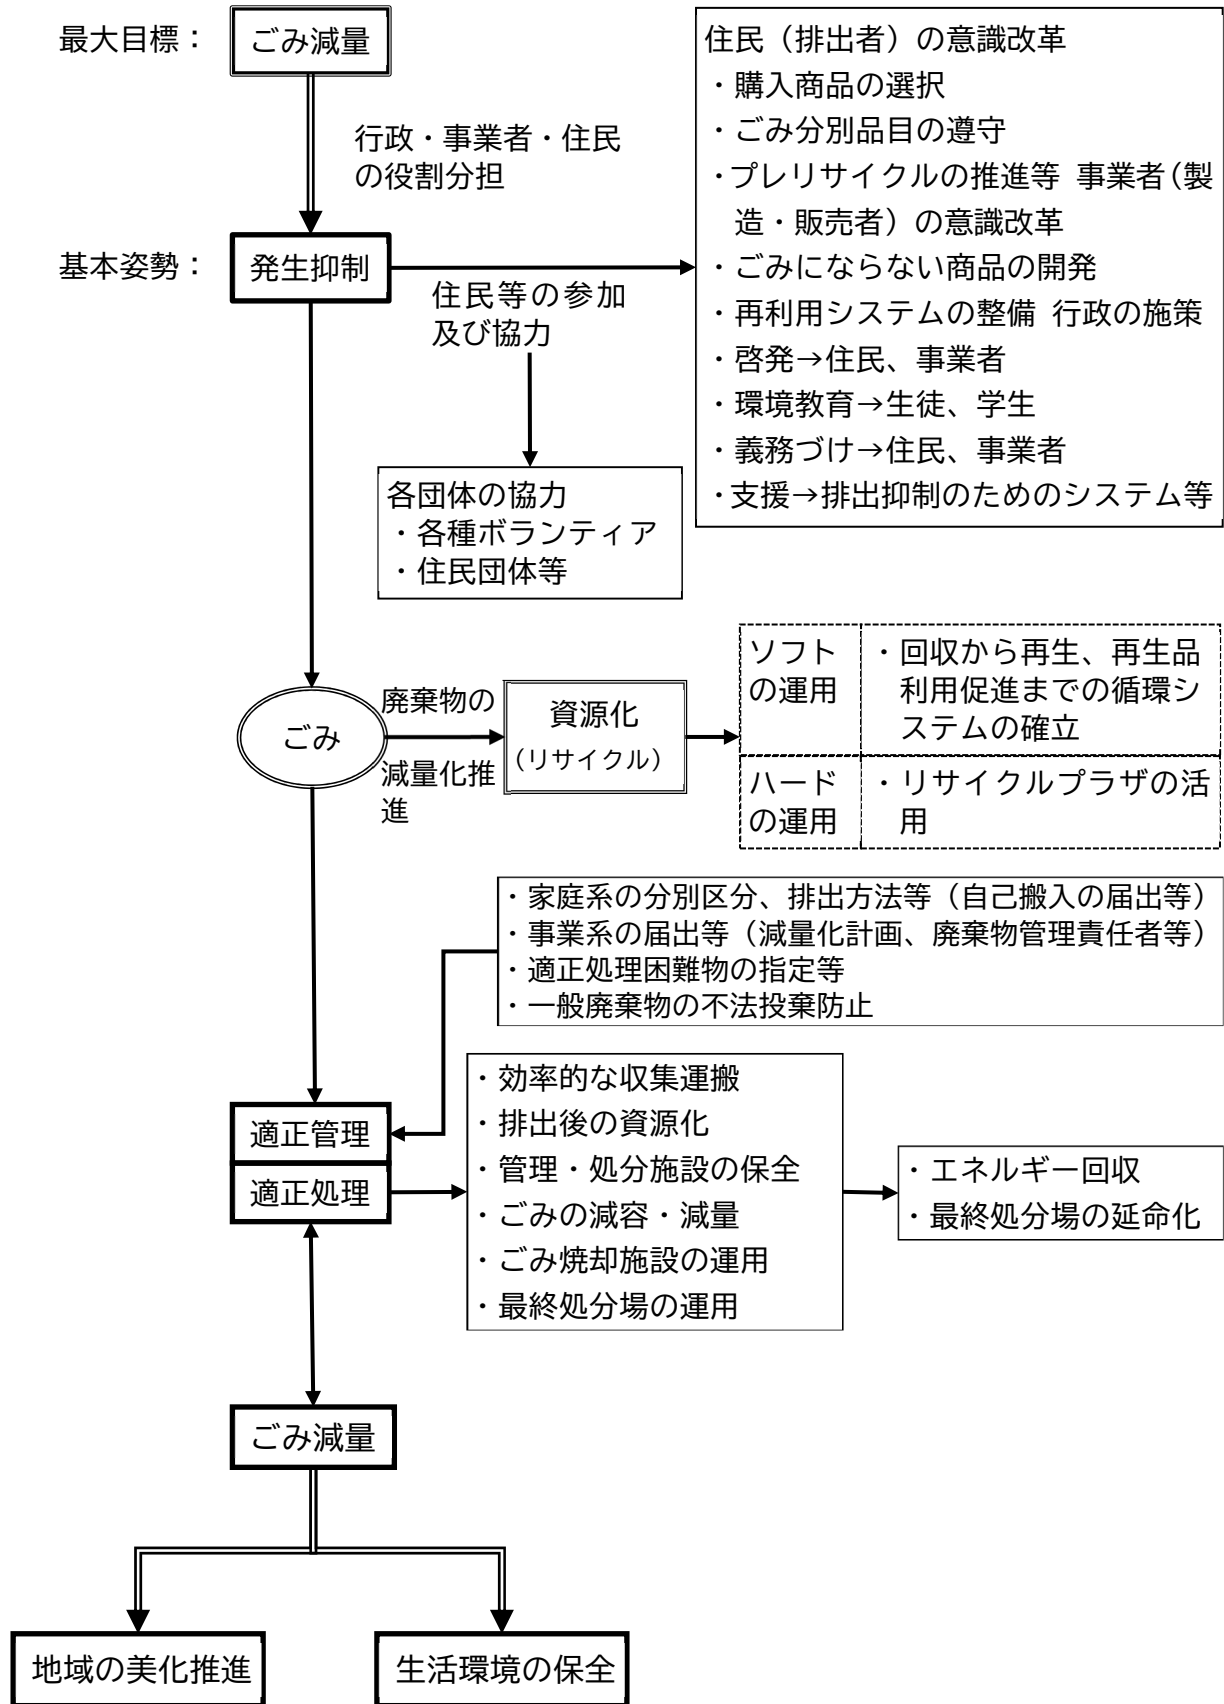 最大目標：
ごみ減量
行政・事業者・住民
の役割分担
基本姿勢：
発生抑制
住民（排出者）の意識改革
・購入商品の選択
・ごみ分別品目の遵守
・プレリサイクルの推進等 事業者（製
造・販売者）の意識改革
・ごみにならない商品の開発
・再利用システムの整備 行政の施策
・啓発→住民、事業者
・環境教育→生徒、学生
・義務づけ→住民、事業者
・支援→排出抑制のためのシステム等
住民等の参加
及び協力
各団体の協力
・各種ボランティア
・住民団体等
ごみ
廃棄物の
減量化推
進
資源化
（リサイクル）
ソフト
の運用
・回収から再生、再生品
利用促進までの循環シ
ステムの確立
ハード
の運用
・リサイクルプラザの活
用
・家庭系の分別区分、排出方法等（自己搬入の届出等）
・事業系の届出等（減量化計画、廃棄物管理責任者等）
・適正処理困難物の指定等
・一般廃棄物の不法投棄防止
適正管理
適正処理
・効率的な収集運搬
・排出後の資源化
・管理・処分施設の保全
・ごみの減容・減量
・ごみ焼却施設の運用
・最終処分場の運用
・エネルギー回収
・最終処分場の延命化
ごみ減量
地域の美化推進
生活環境の保全